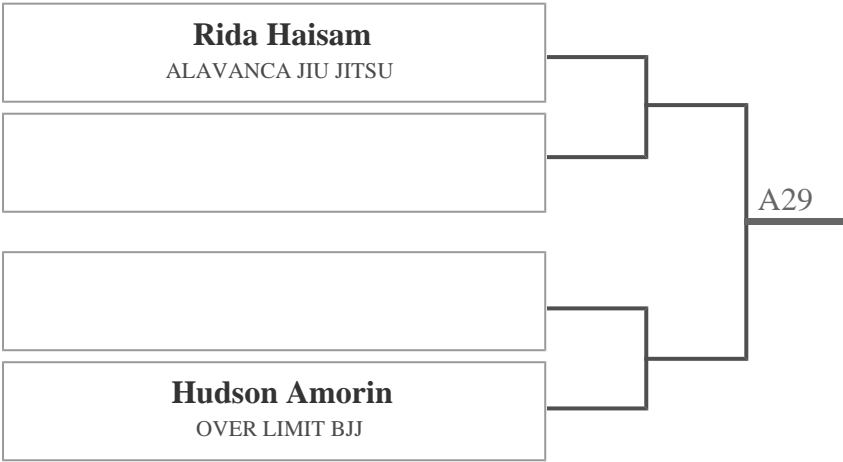 Rida Haisam
ALAVANCA JIU JITSU
A29
Hudson Amorin
OVER LIMIT BJJ